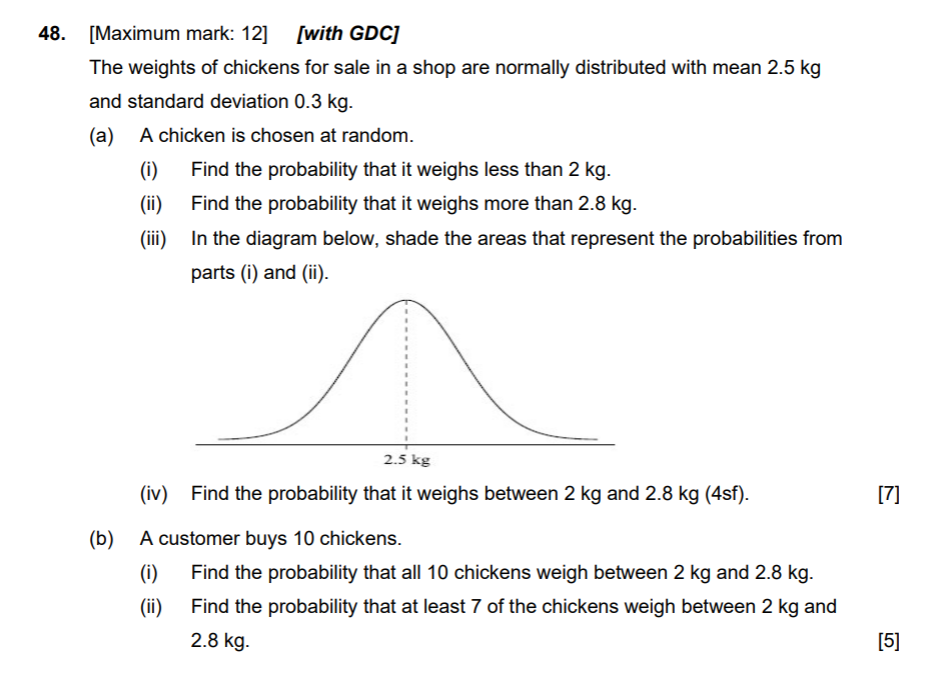 48. [Maximum mark: 12] [with GDC]
The weights of chickens for sale in a shop are normally distributed with mean 2.5 kg
and standard deviation 0.3 kg.
(a) A chicken is chosen at random.
(i) Find the probability that it weighs less than 2 kg.
(ii) Find the probability that it weighs more than 2.8 kg.
(iii) In the diagram below, shade the areas that represent the probabilities from
parts (i) and (ii).
2.5 kg
(iv) Find the probability that it weighs between 2 kg and 2.8 kg (4sf). [7]
(b) A customer buys 10 chickens.
(i) Find the probability that all 10 chickens weigh between 2 kg and 2.8 kg.
(ii) Find the probability that at least 7 of the chickens weigh between 2 kg and
2.8 kg. [5]